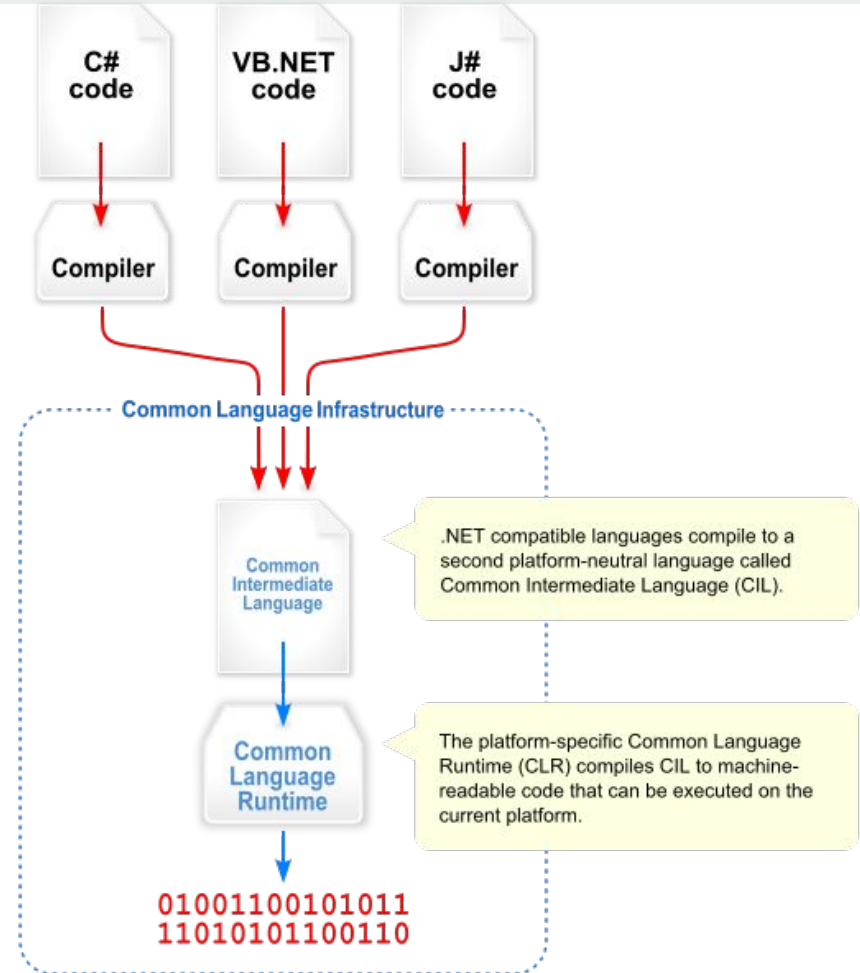 C#
code
VB.NET
code
J#
code
Compiler
Compiler
Compiler
Common Language Infrastructure
Common
Intermediate
Language
.NET compatible languages compile to a
second platform-neutral language called
Common Intermediate Language (CIL).
Common
Language
Runtime
The platform-specific Common Language
Runtime (CLR) compiles CIL to machine-
readable code that can be executed on the
current platform.
01001100101011
11010101100110